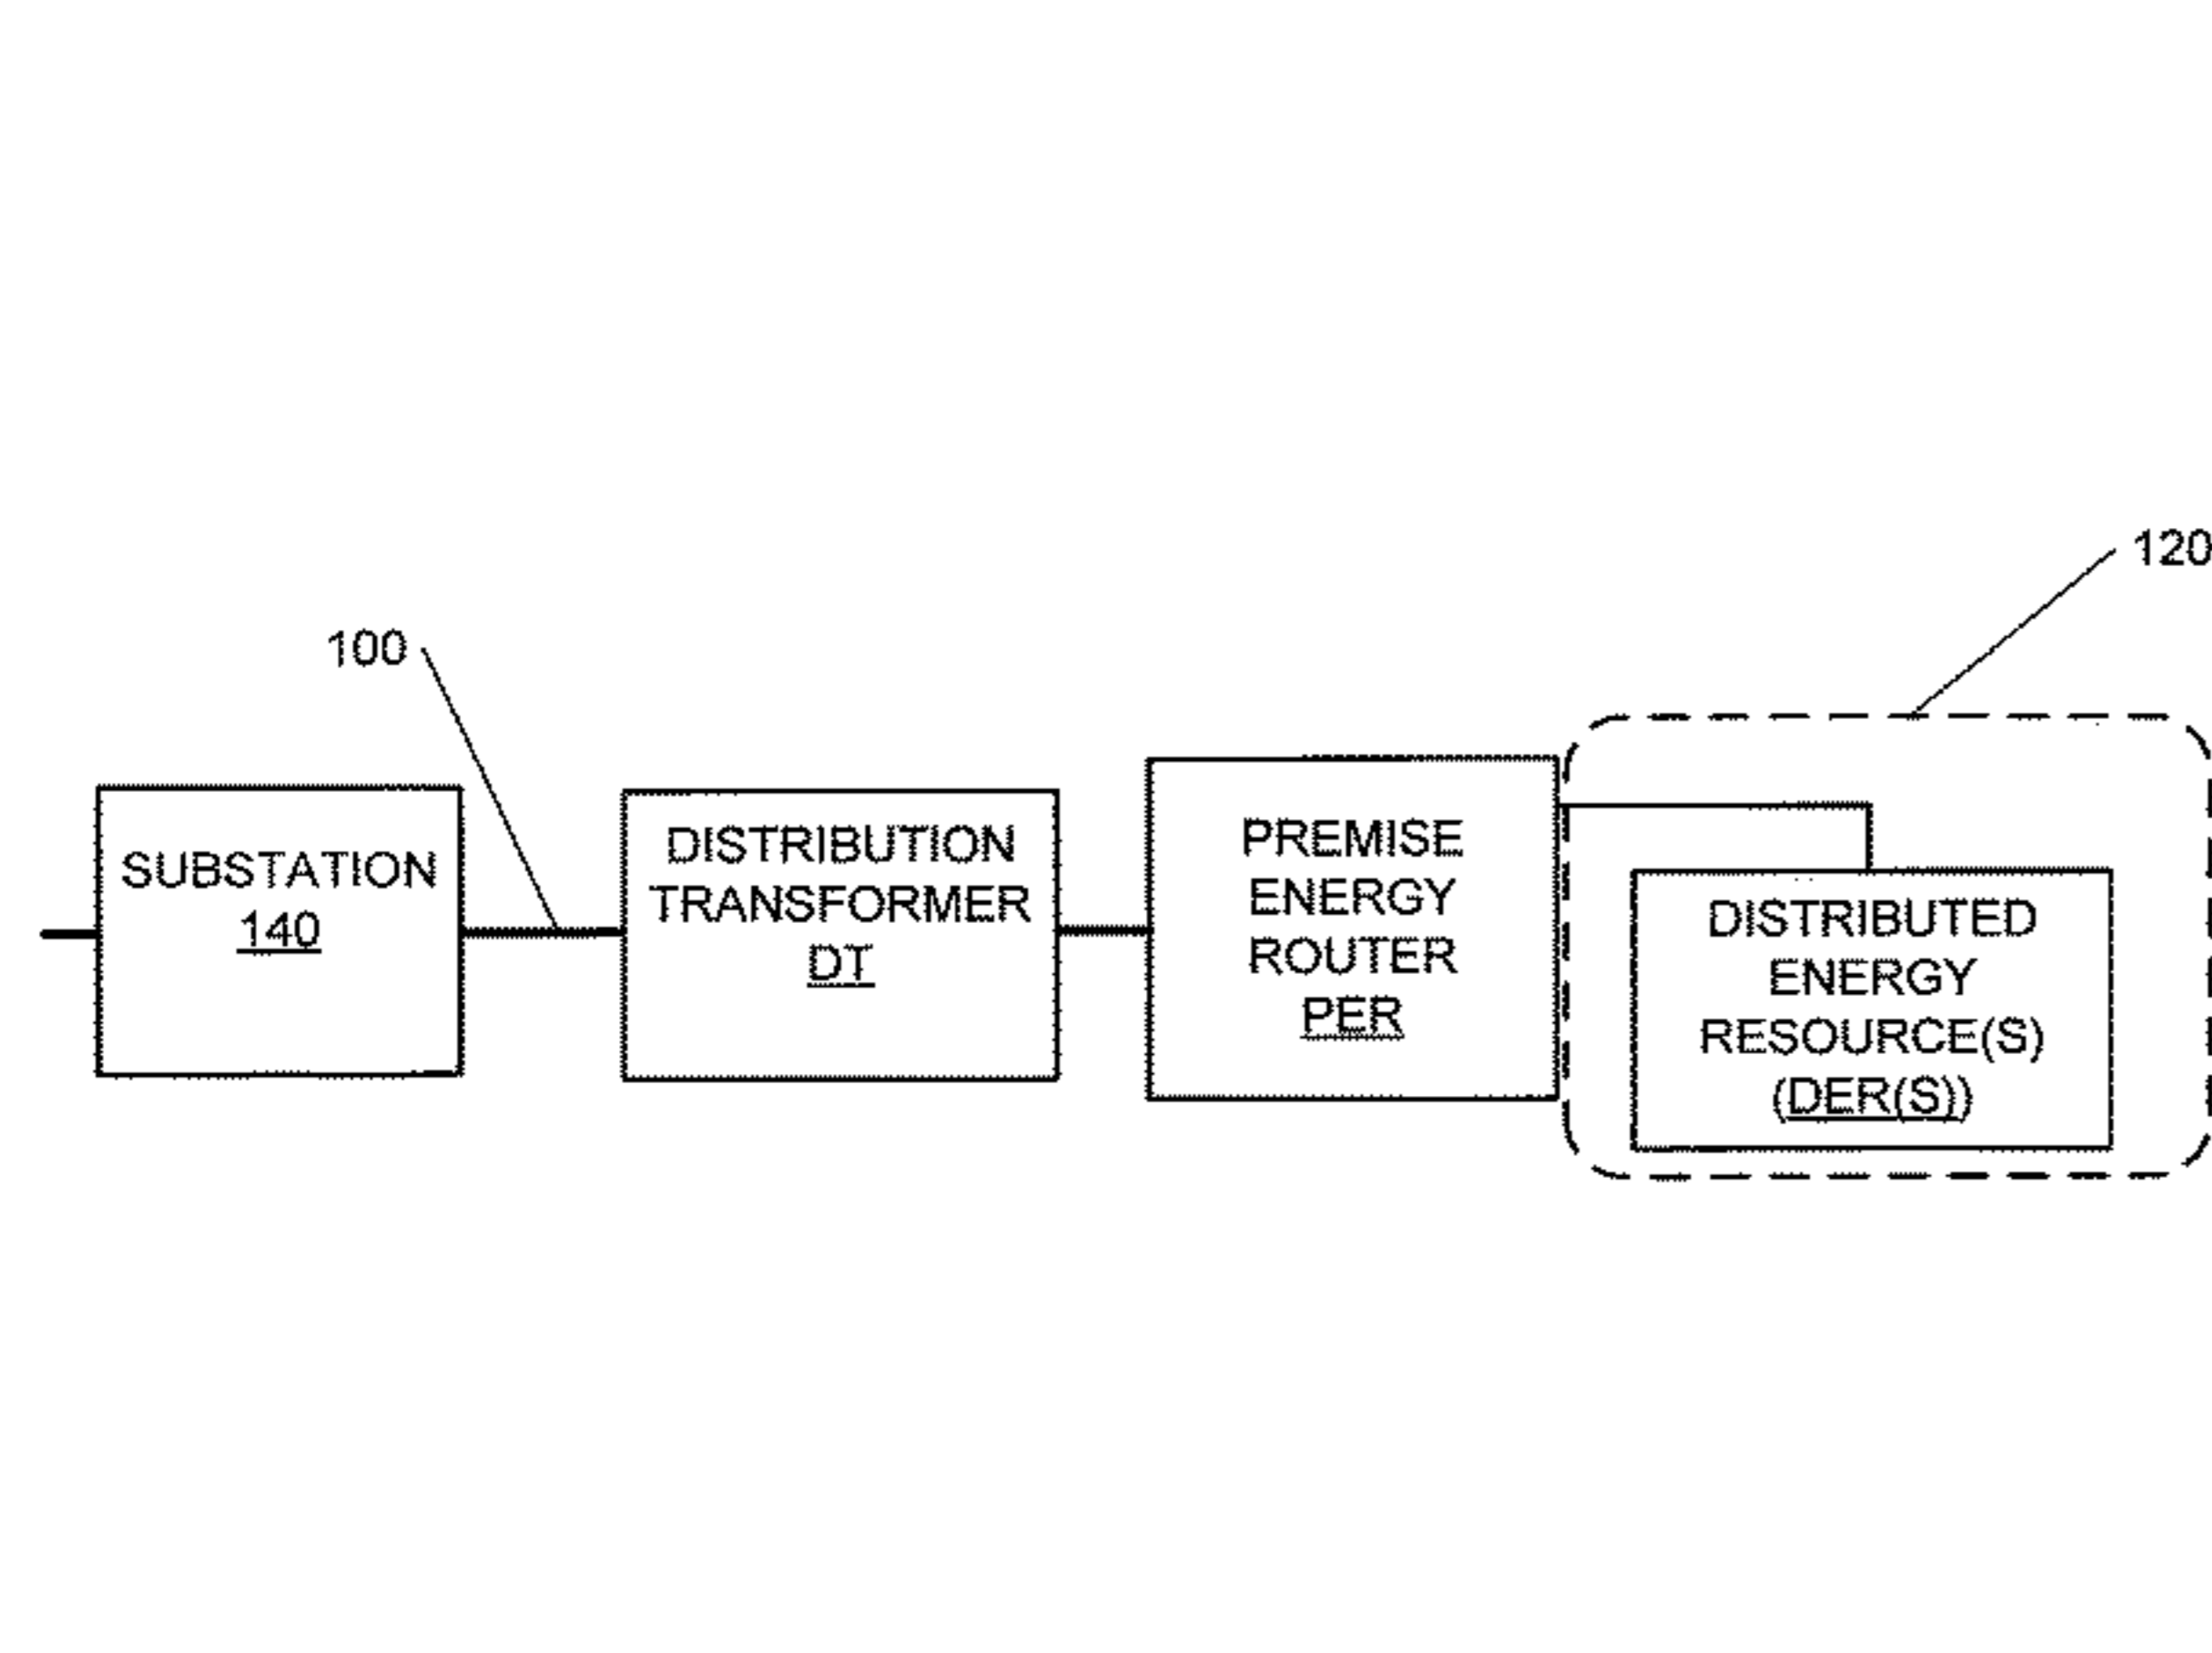 120
100
SUBSTATION
140
DISTRIBUTION
TRANSFORMER
DT
PREMISE
ENERGY
ROUTER
PER
DISTRIBUTED
ENERGY
RESOURCE(S)
(DER(S))